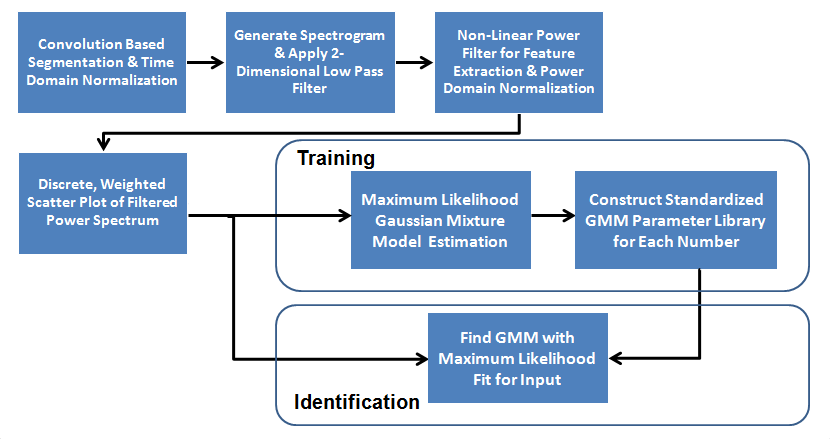 Convolution Based
Segmentation & Time
Domain Normalization
Generate Spectrogram
& Apply 2-
Dimensional Low Pass
Filter
Non-Linear Power
Filter for Feature
Extraction & Power
Domain Normalization
Discrete, Weighted
Scatter Plot of Filtered
Power Spectrum
Training
Maximum Likelihood
Gaussian Mixture
Model Estimation
Construct Standardized
GMM Parameter Library
for Each Number
Find GMM with
Maximum Likelihood
Fit for Input
Identification